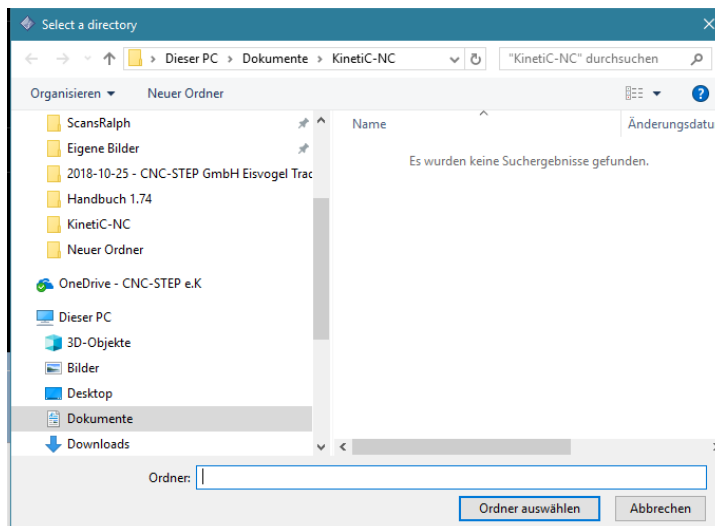 Select a directory
Dieser PC > Dokumente > KinetiC-NC
"KinetiC-NC" durchsuchen
Organisieren
Neuer Ordner
ScansRalph
Eigene Bilder
2018-10-25 - CNC-STEP GmbH Eisvogel Trac
Handbuch 1.74
KinetiC-NC
Neuer Ordner
OneDrive - CNC-STEP e.K
Dieser PC
3D-Objekte
Bilder
Desktop
Dokumente
Downloads
Name
Änderungsdatu
Es wurden keine Suchergebnisse gefunden.
Ordner:
Ordner auswählen
Abbrechen